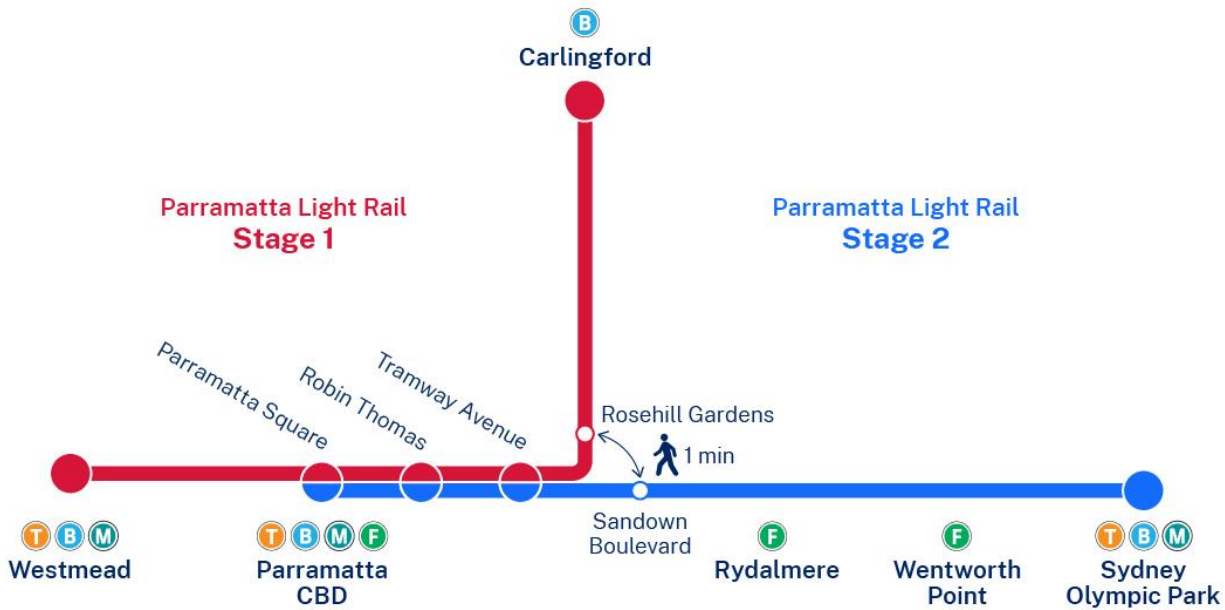 B
Carlingford
Parramatta Light Rail
Stage 1
Parramatta Light Rail
Stage 2
Parramatta Square
Robin Thomas
Tramway Avenue
Rosehill Gardens
1 min
Sandown
Boulevard
T B M
Westmead
T B M F
Parramatta
CBD
F
Rydalmere
F
Wentworth
Point
T B M
Sydney
Olympic Park